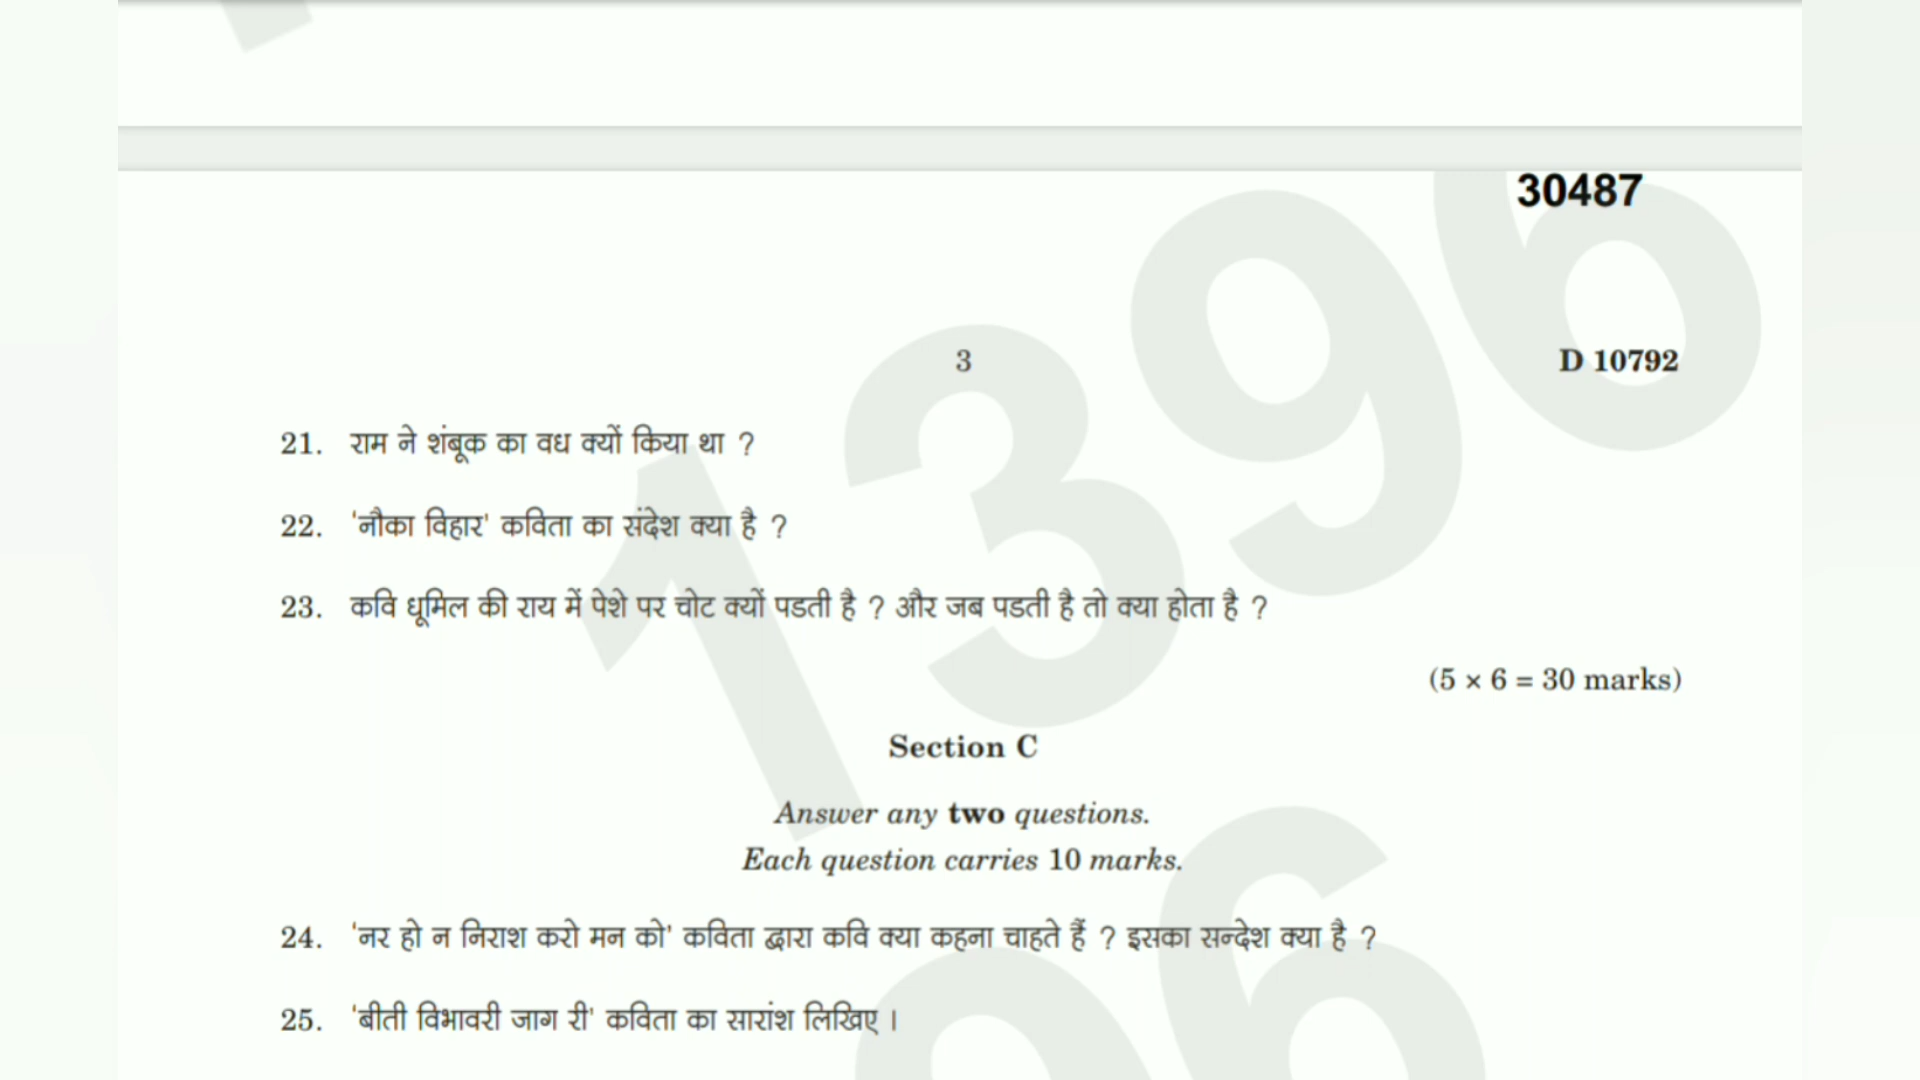 30487
3
D 10792
21. राम ने शंबूक का वध क्यों किया था ?
22. 'नौका विहार' कविता का संदेश क्या है ?
23. कवि धूमिल की राय में पेशे पर चोट क्यों पडती है ? और जब पडती है तो क्या होता है ?
(5 × 6 = 30 marks)
Section C
Answer any two questions.
Each question carries 10 marks.
24. 'नर हो न निराश करो मन को' कविता द्वारा कवि क्या कहना चाहते हैं ? इसका सन्देश क्या है ?
25. 'बीती विभावरी जाग री' कविता का सारांश लिखिए ।
1396
96